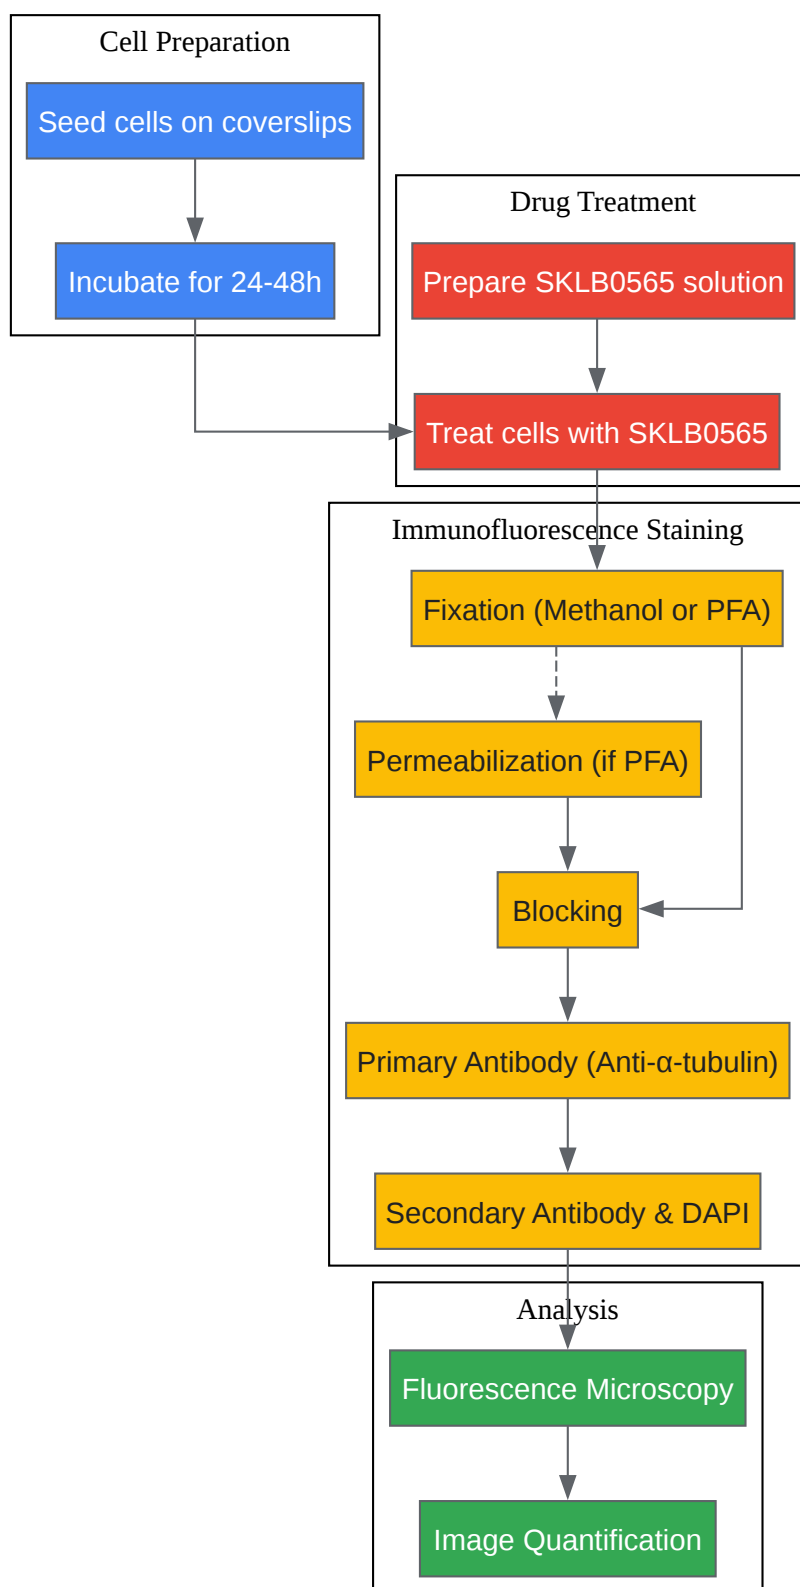 Cell Preparation
Seed cells on coverslips
Incubate for 24-48h
Drug Treatment
Prepare SKLB0565 solution
Treat cells with SKLB0565
Immunofluorescence Staining
Fixation (Methanol or PFA)
Permeabilization (if PFA)
Blocking
Primary Antibody (Anti-α-tubulin)
Secondary Antibody & DAPI
Analysis
Fluorescence Microscopy
Image Quantification